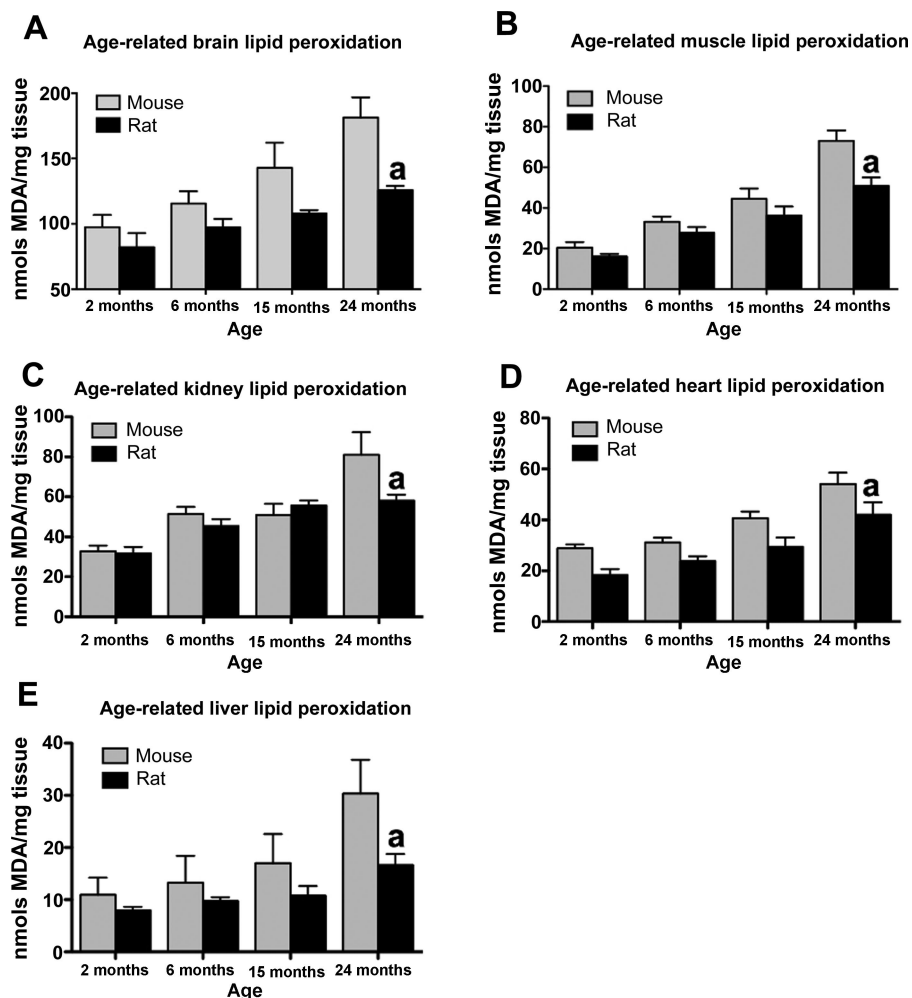 A
Age-related brain lipid peroxidation
nmols MDA/mg tissue
200
150
100
50
Mouse
Rat
a
2 months 6 months 15 months 24 months
Age
B
Age-related muscle lipid peroxidation
nmols MDA/mg tissue
100
80
60
40
20
0
Mouse
Rat
a
2 months 6 months 15 months 24 months
Age
C
Age-related kidney lipid peroxidation
nmols MDA/mg tissue
100
80
60
40
20
0
Mouse
Rat
a
2 months 6 months 15 months 24 months
Age
D
Age-related heart lipid peroxidation
nmols MDA/mg tissue
80
60
40
20
0
Mouse
Rat
a
2 months 6 months 15 months 24 months
Age
E
Age-related liver lipid peroxidation
nmols MDA/mg tissue
40
30
20
10
0
Mouse
Rat
a
2 months 6 months 15 months 24 months
Age